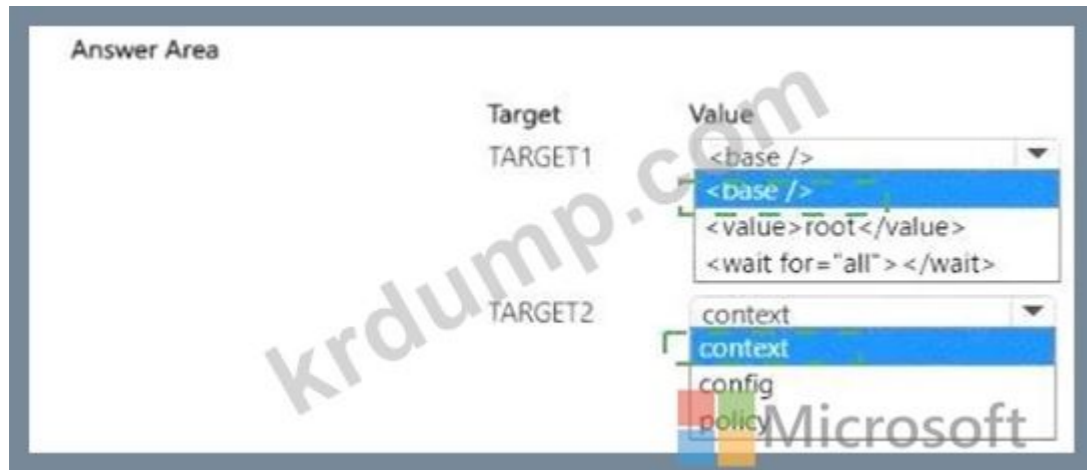 Answer Area
Target Value
TARGET1 <base />
<base />
<value>root</value>
<wait for="all"></wait>
TARGET2 context
context
config
policy
Microsoft
krdump.com